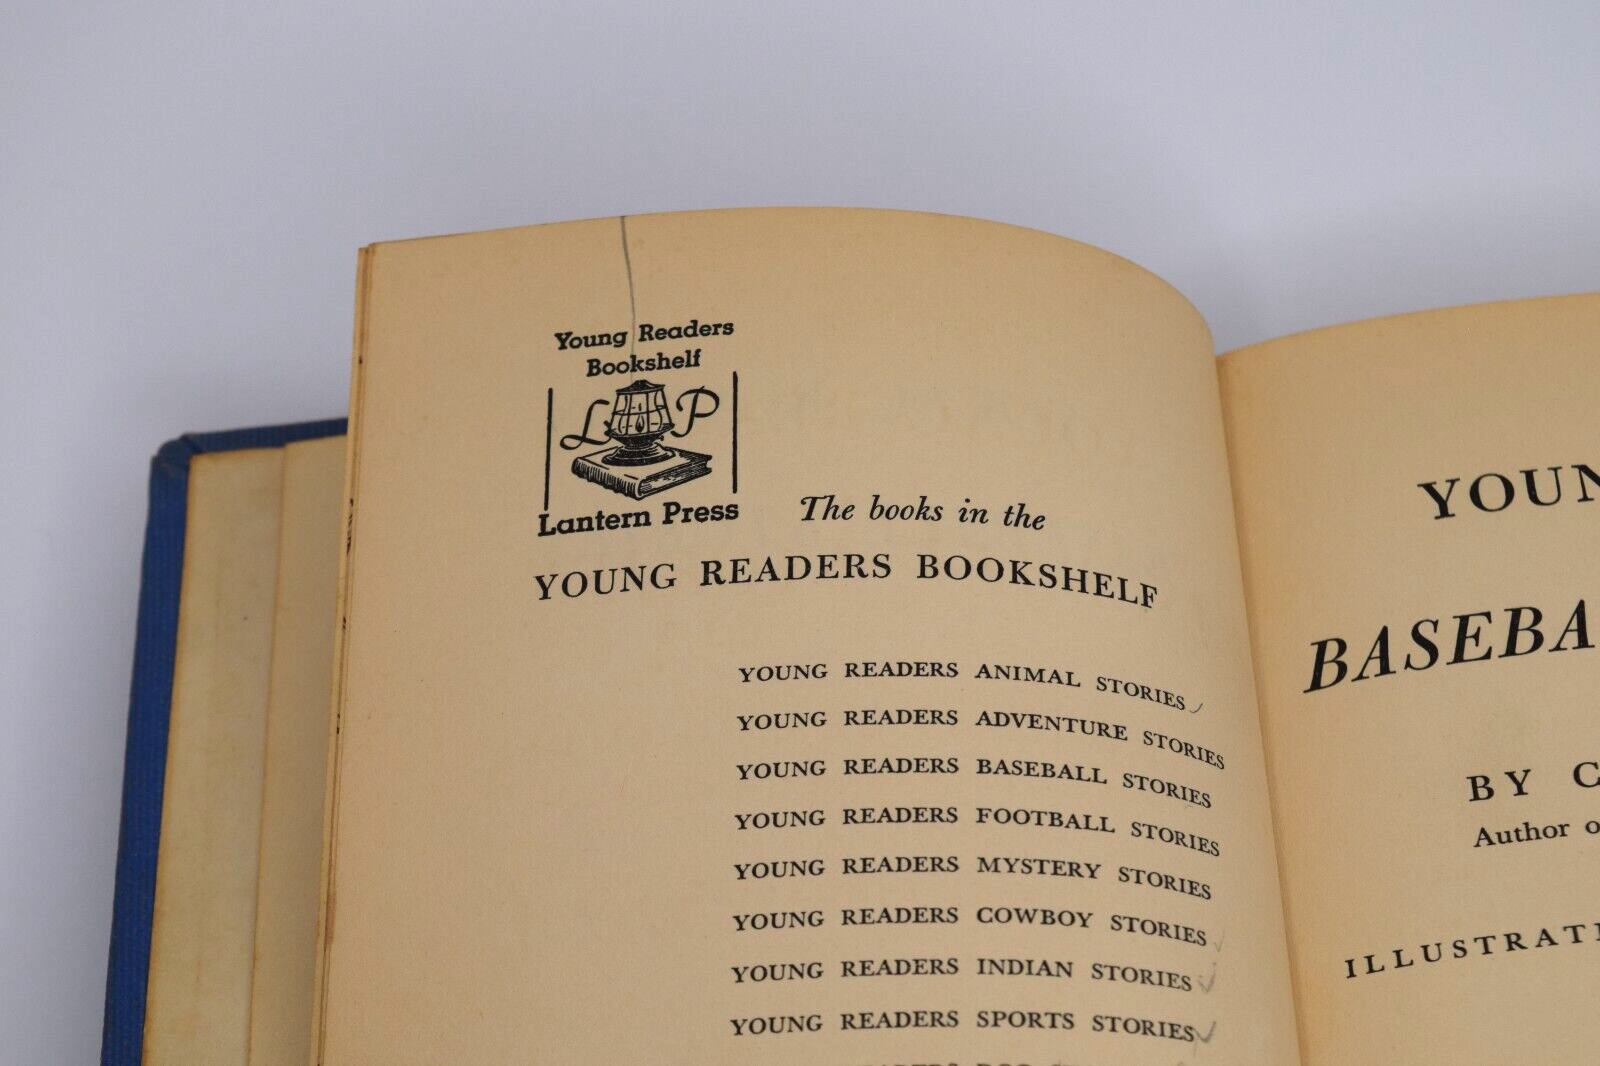 Young Readers
Bookshelf
LP
Lantern Press
The books in the
YOUNG READERS BOOKSHELF
YOUNG READERS ANIMAL STORIES
YOUNG READERS ADVENTURE STORIES
YOUNG READERS BASEBALL STORIES
YOUNG READERS FOOTBALL STORIES
YOUNG READERS MYSTERY STORIES
YOUNG READERS COWBOY STORIES
YOUNG READERS INDIAN STORIES
YOUNG READERS SPORTS STORIES
YOUN
BASEBA
BY C
Author o
ILLUSTRATI